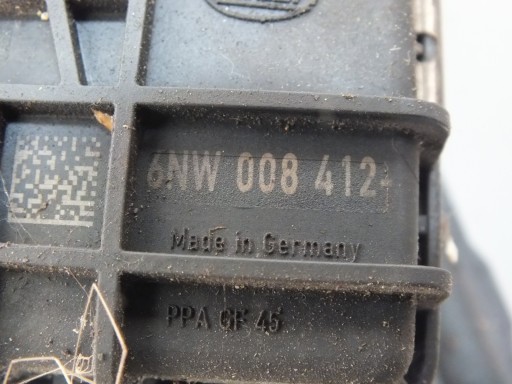 6NW 008 412-
Made in Germany
PPA GF 45